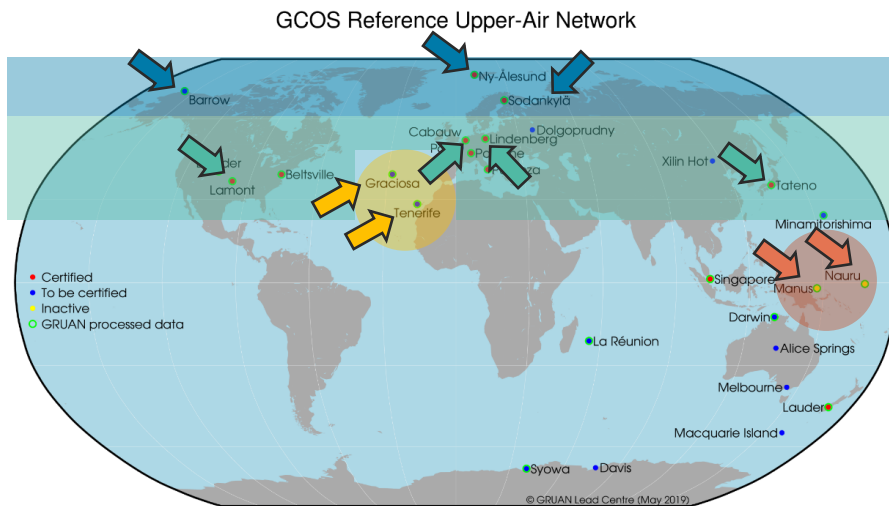 GCOS Reference Upper-Air Network
Ny-Ålesund
Barrow
Sodankylä
Cabauw
Lindenberg
Dolgoprudny
Beltsville
Lamont
Graciosa
Xilin Hot
Tateno
Tenerife
Minamitorishima
Certified
To be certified
Inactive
GRUAN processed data
Singapore
Manus
Nauru
Darwin
La Réunion
Alice Springs
Melbourne
Lauder
Macquarie Island
Syowa
Davis
© GRUAN Lead Centre (May 2019)